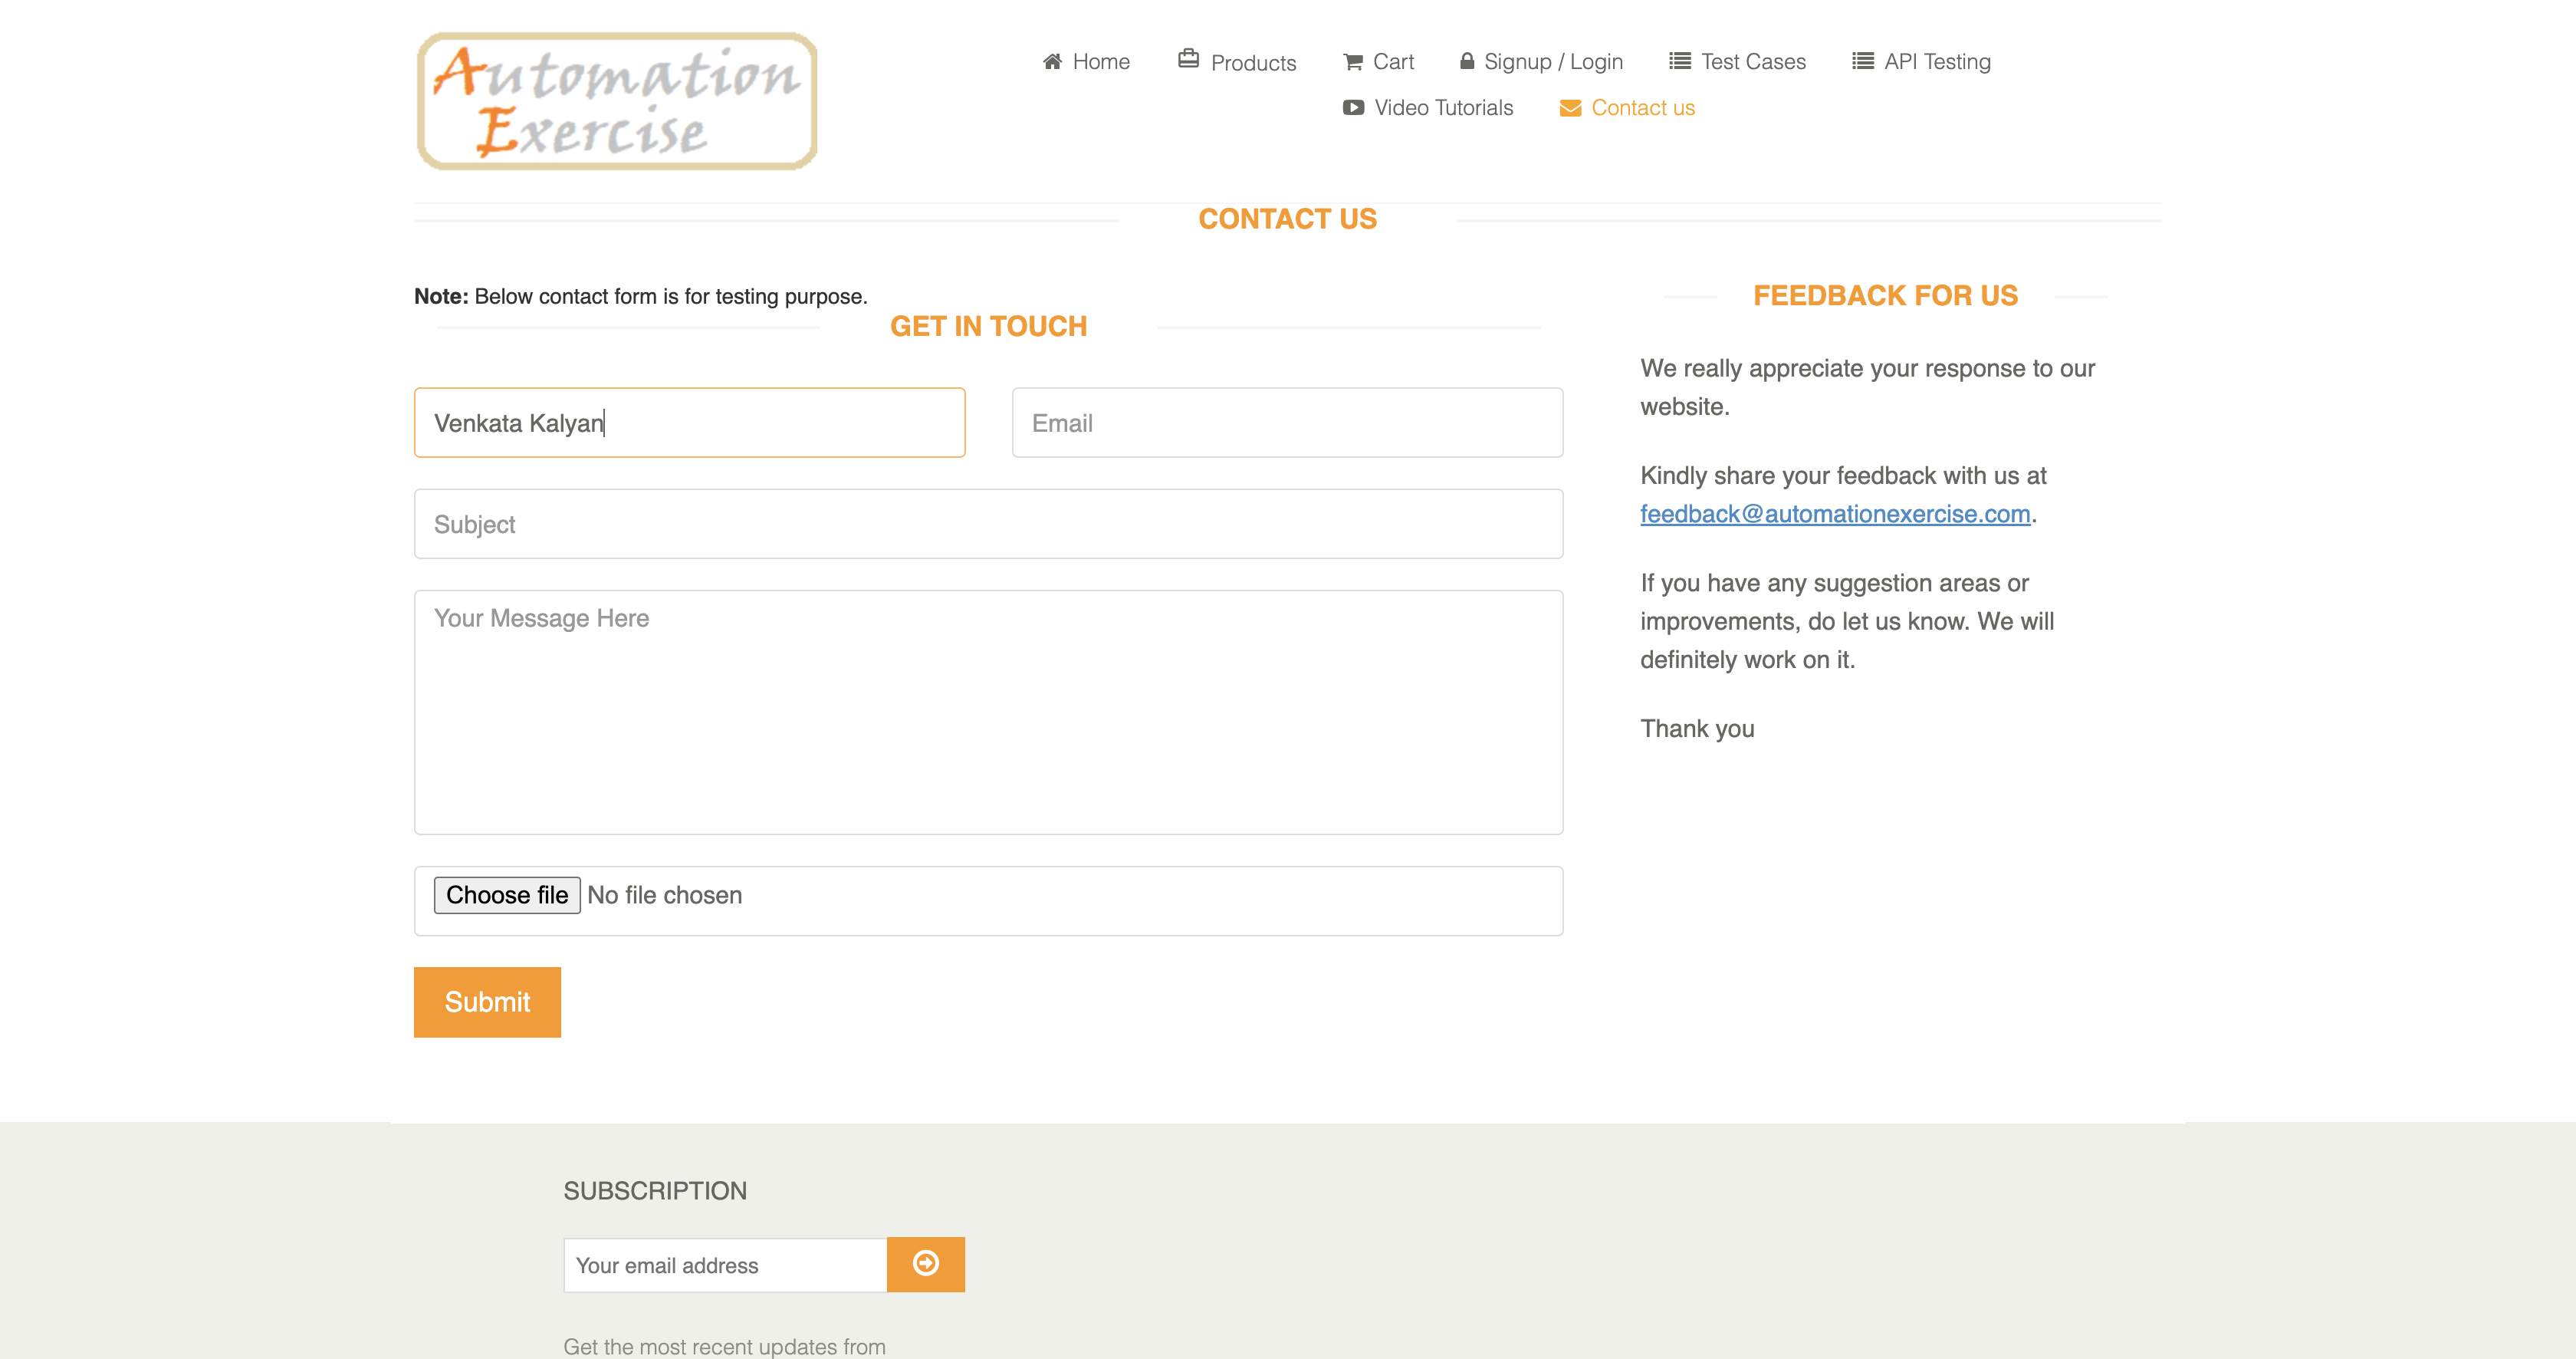 Automation
Exercise
Home
Products
Cart
Signup / Login
Test Cases
API Testing
Video Tutorials
Contact us
CONTACT US
Note: Below contact form is for testing purpose.
GET IN TOUCH
Venkata Kalyan
Email
Subject
Your Message Here
Choose file No file chosen
Submit
FEEDBACK FOR US
We really appreciate your response to our
website.
Kindly share your feedback with us at
feedback@automationexercise.com.
If you have any suggestion areas or
improvements, do let us know. We will
definitely work on it.
Thank you
SUBSCRIPTION
Your email address
Get the most recent updates from